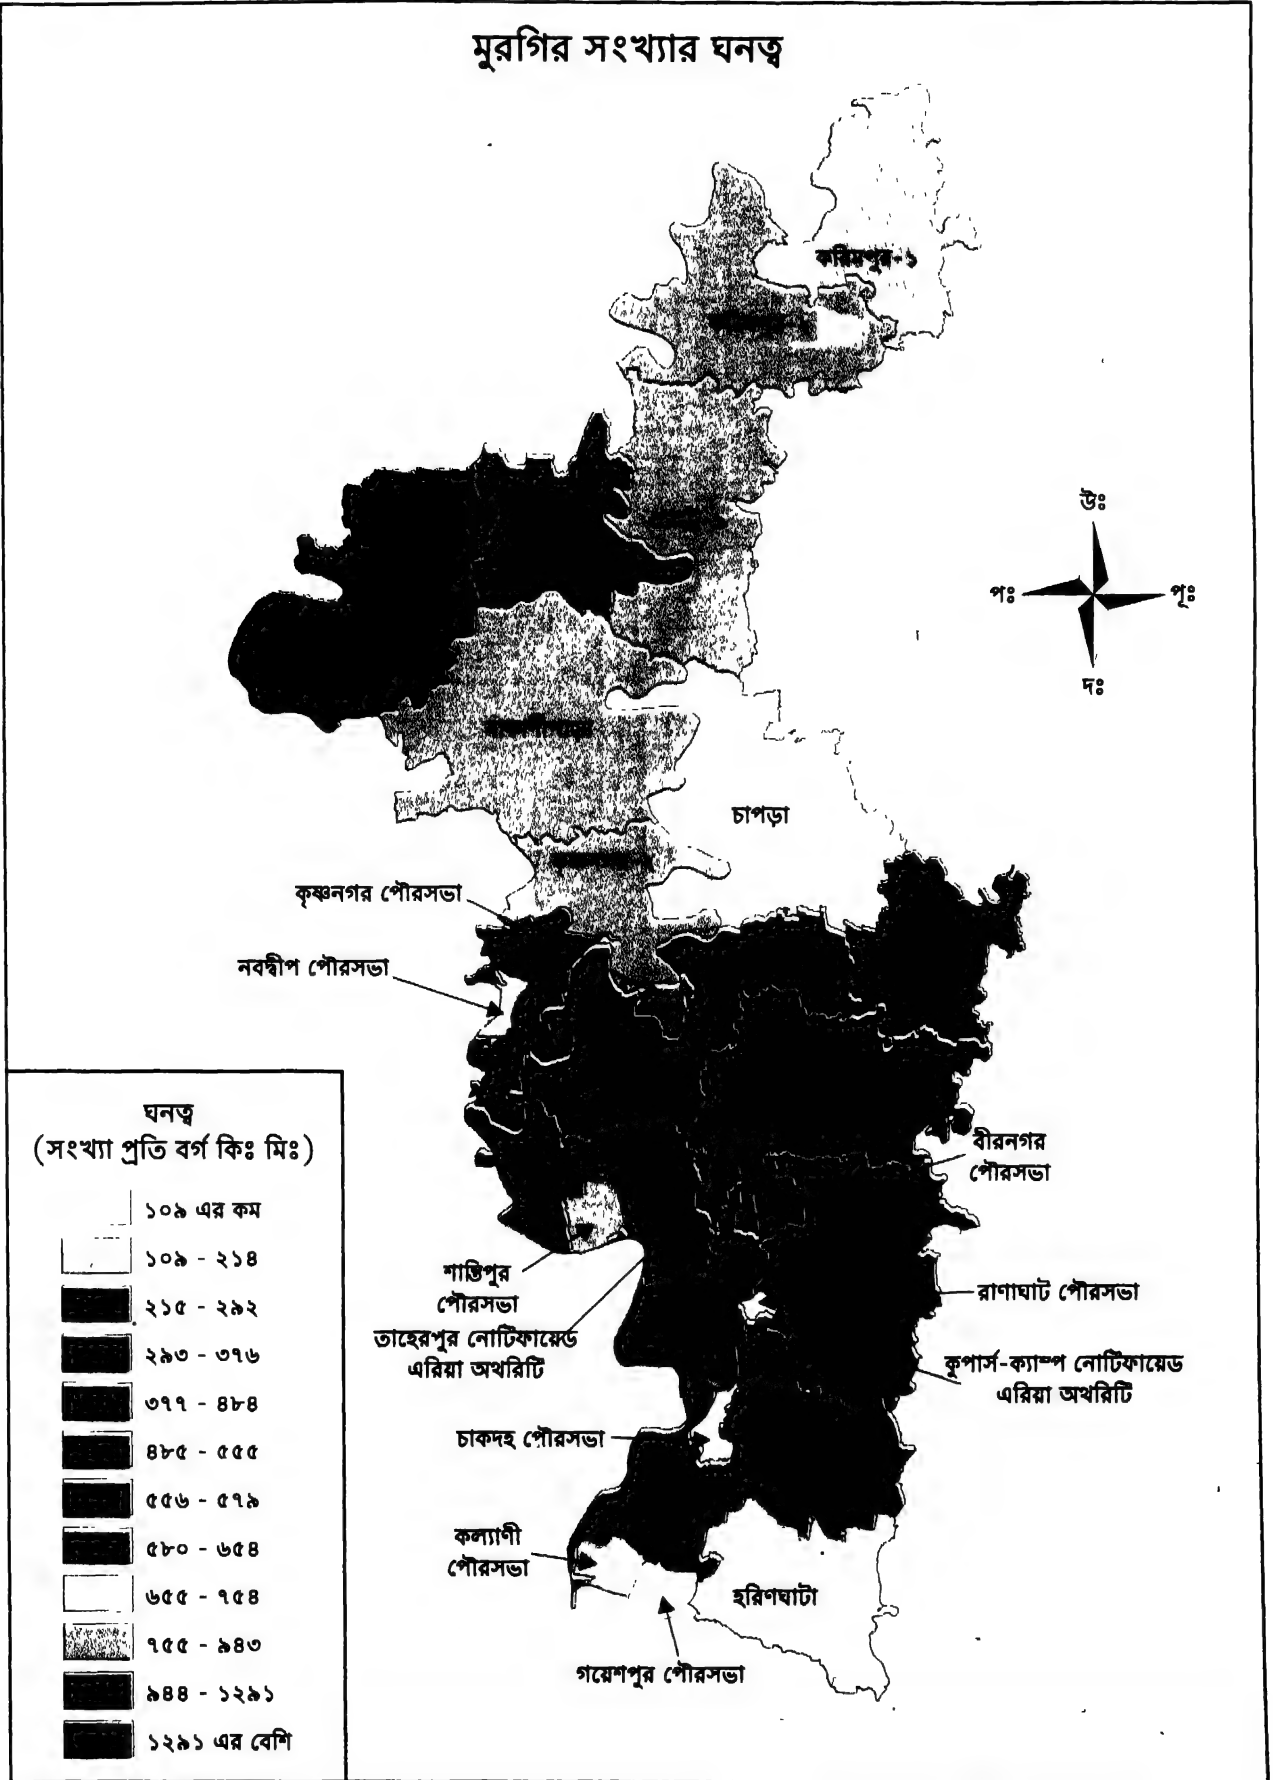 মুরগির সংখ্যার ঘনত্ব
করিমপুর-১
উঃ
পঃ
পূঃ
দঃ
চাপড়া
কৃষ্ণনগর পৌরসভা
নবদ্বীপ পৌরসভা
বীরনগর
পৌরসভা
শান্তিপুর
পৌরসভা
রাণাঘাট পৌরসভা
তাহেরপুর নোটিফায়েড
এরিয়া অথরিটি
কুপার্স-ক্যাম্প নোটিফায়েড
এরিয়া অথরিটি
চাকদহ পৌরসভা
কল্যাণী
পৌরসভা
হরিণঘাটা
গয়েশপুর পৌরসভা
ঘনত্ব
(সংখ্যা প্রতি বর্গ কিঃ মিঃ)
১০৯ এর কম
১০৯ - ২১৪
২১৫ - ২৯২
২৯৩ - ৩৭৬
৩৭৭ - ৪৮৪
৪৮৫ - ৫৫৫
৫৫৬ - ৫৭৯
৫৮০ - ৬৫৪
৬৫৫ - ৭৫৪
৭৫৫ - ৯৪৩
৯৪৪ - ১২৯১
১২৯১ এর বেশি